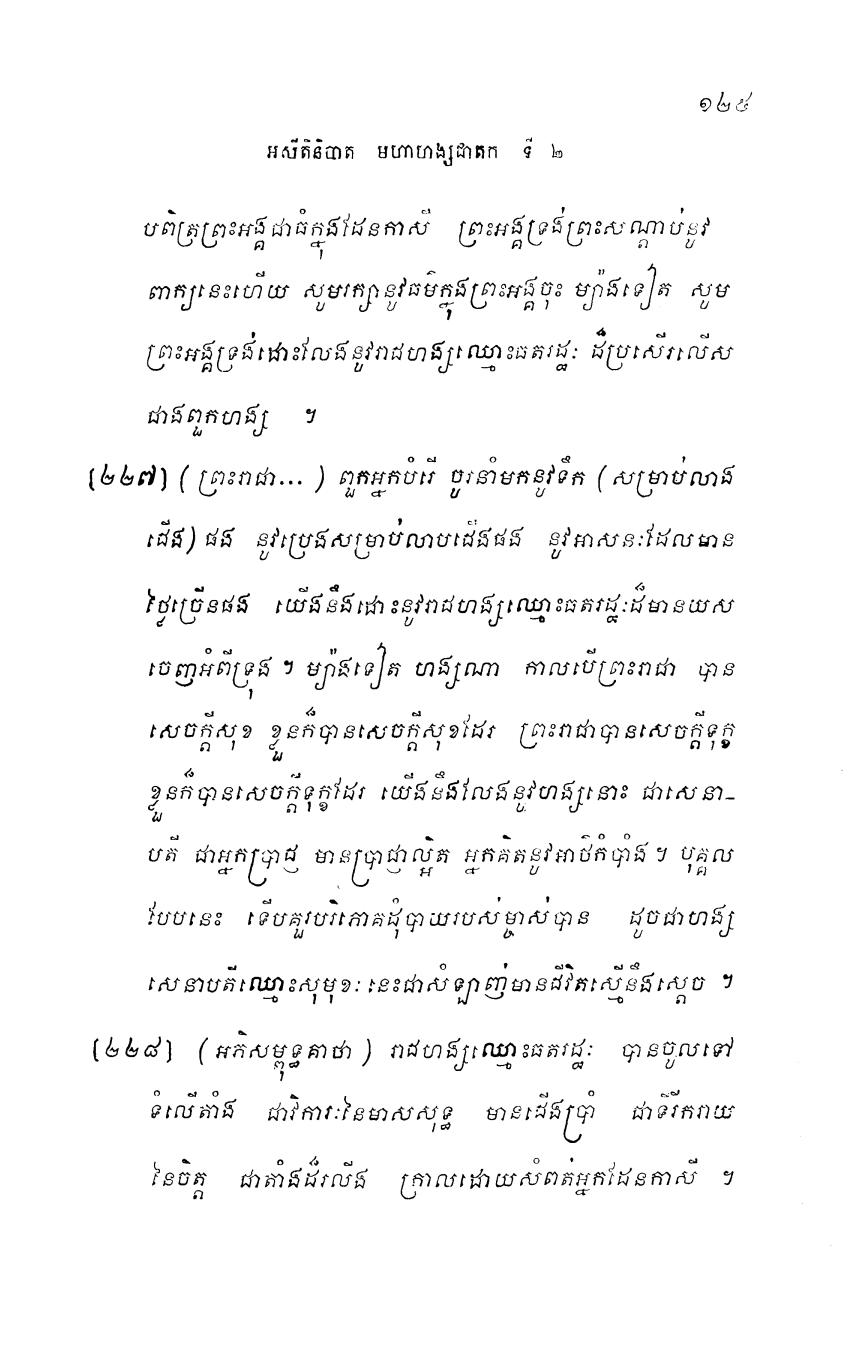 ១២៥
អសីតិនិបាត មហាហង្សជាតក ទី ២
បពិត្រព្រះអង្គជាធំក្នុងដែនកាសី ព្រះអង្គទ្រង់ព្រះសណ្តាប់នូវ
ពាក្យនេះហើយ សូមរក្សានូវធម៌ក្នុងព្រះអង្គចុះ ម្យ៉ាងទៀត សូម
ព្រះអង្គទ្រង់ដោះលែងនូវរាជហង្សឈ្មោះធតរដ្ឋៈ ដ៏ប្រសើរលើស
ជាងពួកហង្ស ។
[២២៧] (ព្រះរាជា...) ពួកអ្នកបំរើ ចូរនាំមកនូវទឹក (សម្រាប់លាង
ជើង) ផង នូវប្រេងសម្រាប់លាបជើងផង នូវអាសនៈដែលមាន
ថ្លៃច្រើនផង យើងនឹងដោះនូវរាជហង្សឈ្មោះធតរដ្ឋៈដ៏មានយស
ចេញអំពីទ្រុង ។ ម្យ៉ាងទៀត ហង្សណា កាលបើព្រះរាជា បាន
សេចក្តីសុខ ខ្លួនក៏បានសេចក្តីសុខដែរ ព្រះរាជាបានសេចក្តីទុក្ខ
ខ្លួនក៏បានសេចក្តីទុក្ខដែរ យើងនឹងលែងនូវហង្សនោះ ជាសេនា-
បតី ជាអ្នកប្រាជ្ញ មានប្រាជ្ញាល្អិត អ្នកគិតនូវអាថ៌កំបាំង ។ បុគ្គល
បែបនេះ ទើបគួរបរិភោគដុំបាយរបស់ម្ចាស់បាន ដូចជាហង្ស
សេនាបតីឈ្មោះសុមុខៈ នេះជាសំឡាញ់មានជីវិតស្មើនឹងស្តេច ។
[២២៨] (អភិសម្ពុទ្ធគាថា) រាជហង្សឈ្មោះធតរដ្ឋៈ បានចូលទៅ
ទំលើតាំង ជាវិការៈនៃមាសសុទ្ធ មានជើងប្រាំ ជាទីរីករាយ
នៃចិត្ត ជាតាំងដ៏រលីង ក្រាលដោយសំពត់អ្នកដែនកាសី ។